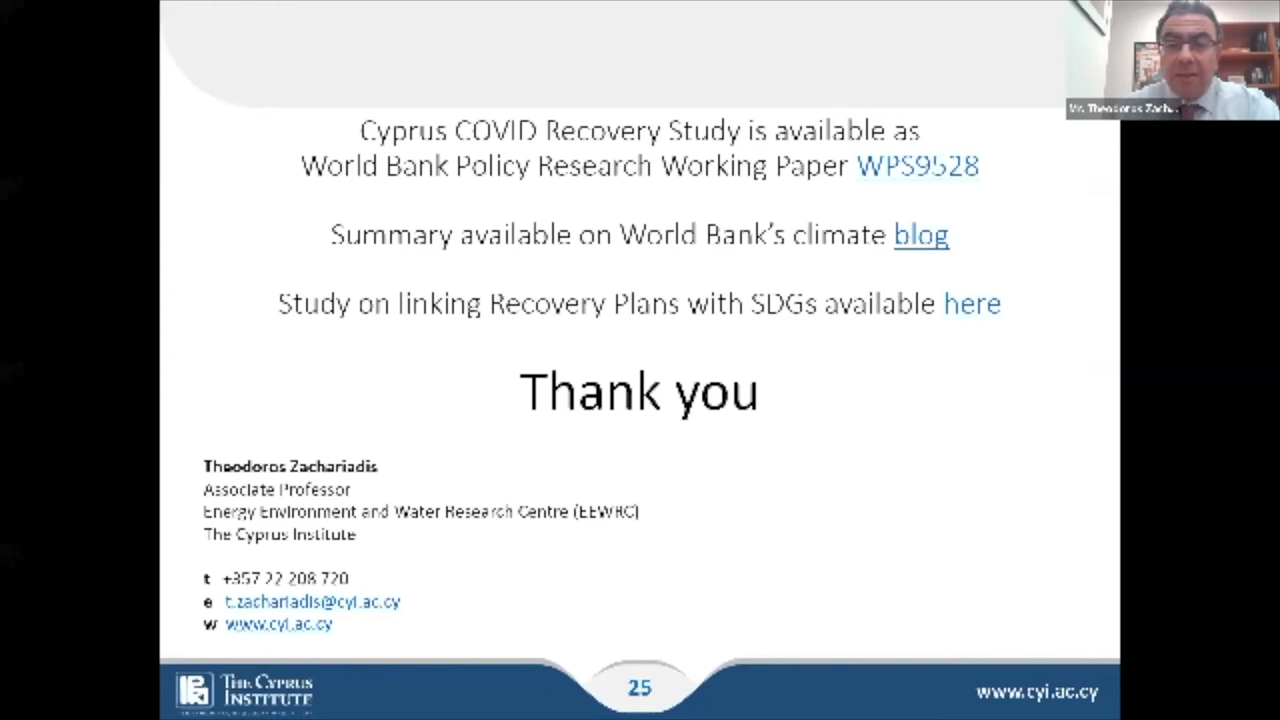 Mr. Theodoros Zach...
Cyprus COVID Recovery Study is available as
World Bank Policy Research Working Paper WPS9528
Summary available on World Bank's climate blog
Study on linking Recovery Plans with SDGs available here
Thank you
Theodoros Zachariadis
Associate Professor
Energy Environment and Water Research Centre (EEWRC)
The Cyprus Institute
t +357 22 208 720
e t.zachariadis@cyi.ac.cy
w www.cyi.ac.cy
THE CYPRUS
INSTITUTE
25
www.cyi.ac.cy